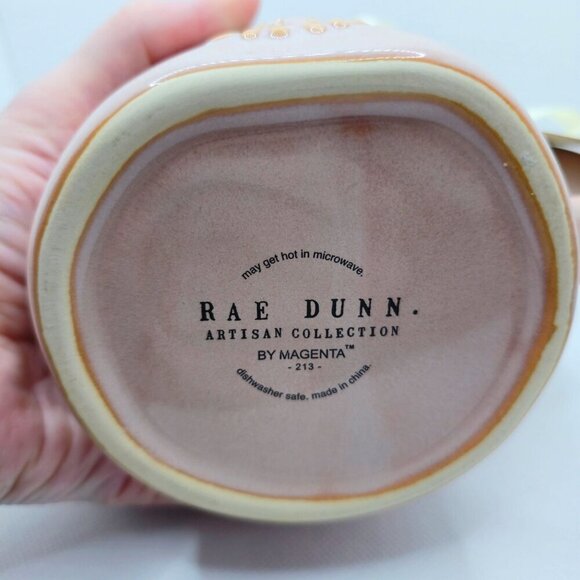 may get hot in microwave.
RAE DUNN.
ARTISAN COLLECTION
BY MAGENTA™
- 213 -
dishwasher safe. made in china.